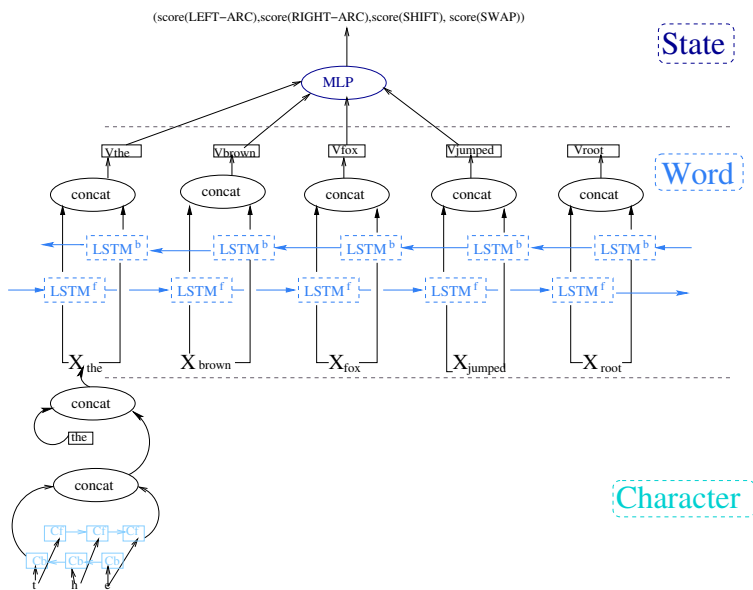 (score(LEFT−ARC),score(RIGHT−ARC),score(SHIFT), score(SWAP))
State
MLP
Vthe Vbrown Vfox Vjumped Vroot
Word
concat concat concat concat concat
LSTM b LSTM b LSTM b LSTM b LSTM b
LSTM f LSTM f LSTM f LSTM f LSTM f
X the X brown X fox X jumped X root
concat
the
concat
Character
Cf Cf Cf
Cb Cb Cb
t h e